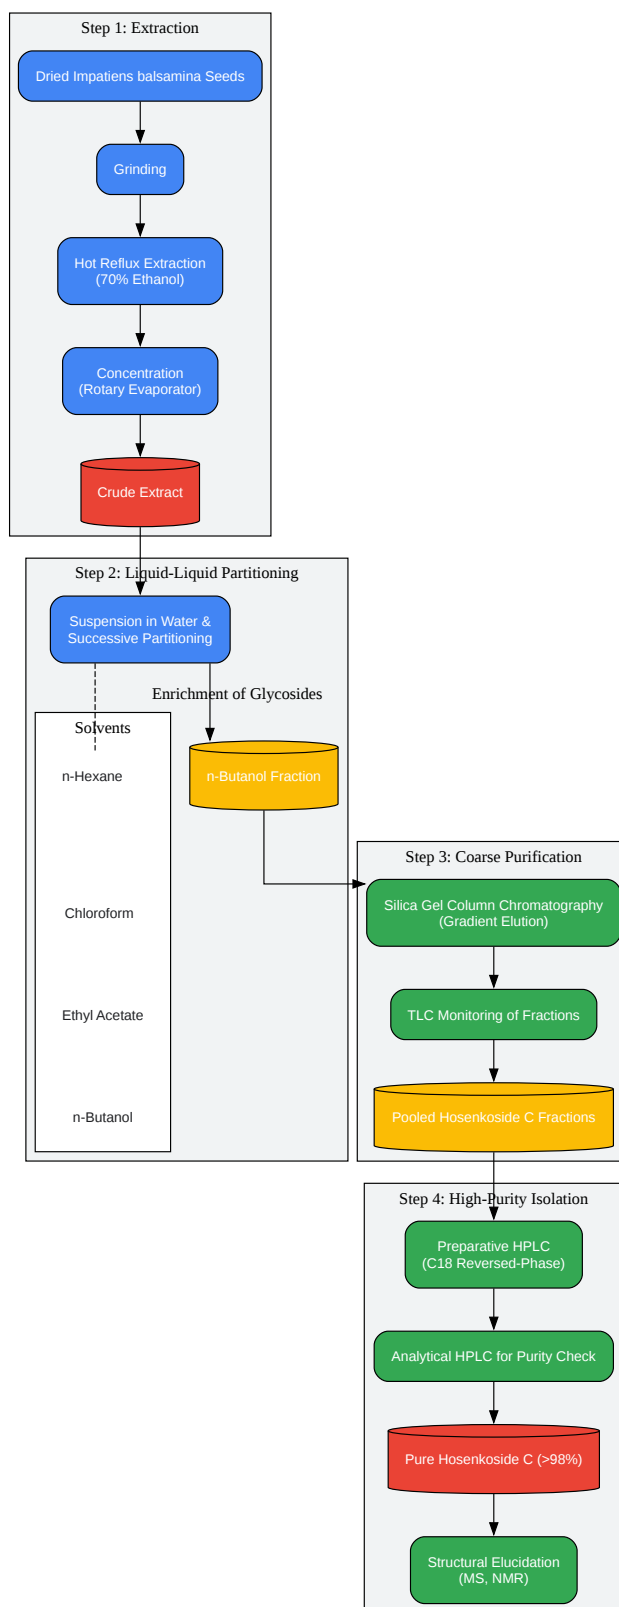 Step 1: Extraction
Dried Impatiens balsamina Seeds
Grinding
Hot Reflux Extraction
(70% Ethanol)
Concentration
(Rotary Evaporator)
Crude Extract
Step 2: Liquid-Liquid Partitioning
Suspension in Water &
Successive Partitioning
Enrichment of Glycosides
Solvents
n-Hexane
n-Butanol Fraction
Chloroform
Ethyl Acetate
n-Butanol
Step 3: Coarse Purification
Silica Gel Column Chromatography
(Gradient Elution)
TLC Monitoring of Fractions
Pooled Hosenkoside C Fractions
Step 4: High-Purity Isolation
Preparative HPLC
(C18 Reversed-Phase)
Analytical HPLC for Purity Check
Pure Hosenkoside C (>98%)
Structural Elucidation
(MS, NMR)